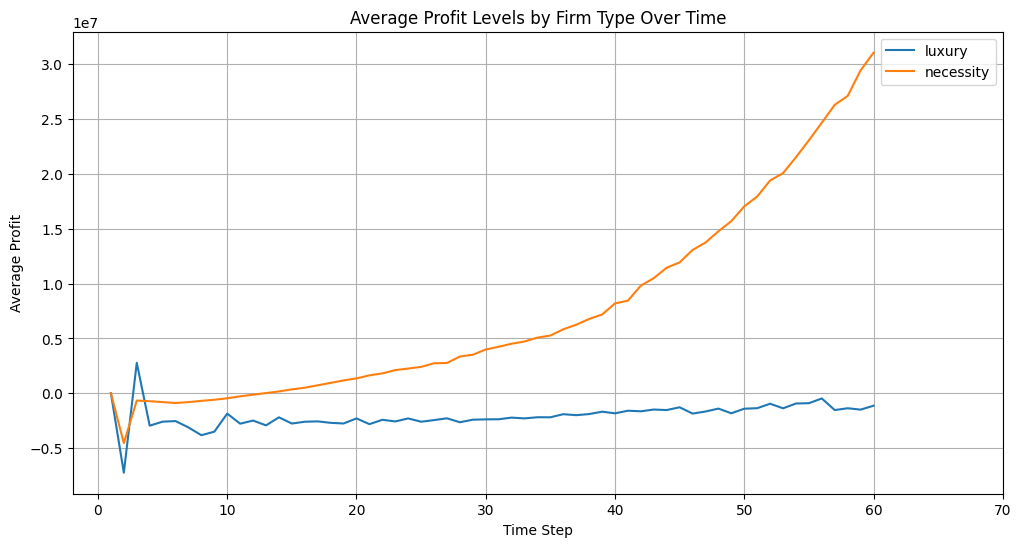 Average Profit Levels by Firm Type Over Time
1e7
luxury
necessity
3.0
2.5
2.0
1.5
1.0
0.5
0.0
−0.5
Average Profit
0 10 20 30 40 50 60 70
Time Step